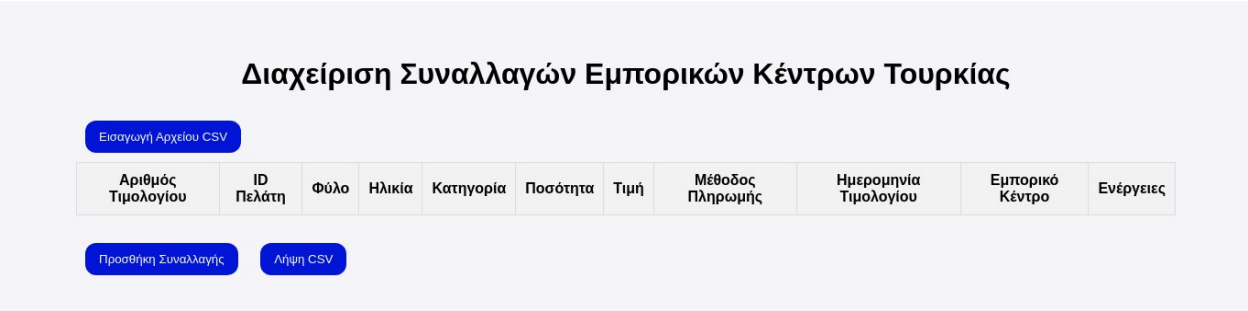 Διαχείριση Συναλλαγών Εμπορικών Κέντρων Τουρκίας
Εισαγωγή Αρχείου CSV
Αριθμός Τιμολογίου ID Πελάτη Φύλο Ηλικία Κατηγορία Ποσότητα Τιμή Μέθοδος Πληρωμής Ημερομηνία Τιμολογίου Εμπορικό Κέντρο Ενέργειες
Προσθήκη Συναλλαγής Λήψη CSV